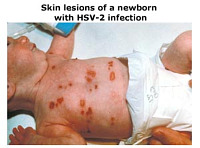 Skin lesions of a newborn
with HSV-2 infection